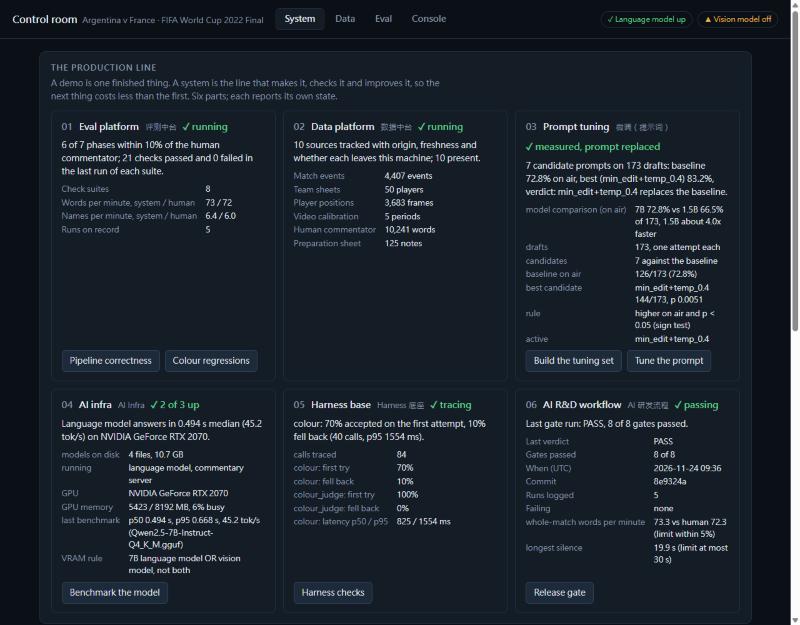 Control room Argentina v France · FIFA World Cup 2022 Final System Data Eval Console ✓ Language model up ▲ Vision model off
THE PRODUCTION LINE
A demo is one finished thing. A system is the line that makes it, checks it and improves it, so the
next thing costs less than the first. Six parts; each reports its own state.
01 Eval platform 评测中台 ✓ running
6 of 7 phases within 10% of the human
commentator; 21 checks passed and 0 failed in
the last run of each suite.
Check suites 8
Words per minute, system / human 73 / 72
Names per minute, system / human 6.4 / 6.0
Runs on record 5
Pipeline correctness Colour regressions
02 Data platform 数据中台 ✓ running
10 sources tracked with origin, freshness and
whether each leaves this machine; 10 present.
Match events 4,407 events
Team sheets 50 players
Player positions 3,683 frames
Video calibration 5 periods
Human commentator 10,241 words
Preparation sheet 125 notes
03 Prompt tuning 微调（提示词）
✓ measured, prompt replaced
7 candidate prompts on 173 drafts: baseline
72.8% on air, best (min_edit+temp_0.4) 83.2%,
verdict: min_edit+temp_0.4 replaces the baseline.
model comparison (on air) 7B 72.8% vs 1.5B 66.5%
of 173, 1.5B about 4.0x
faster
drafts 173, one attempt each
candidates 7 against the baseline
baseline on air 126/173 (72.8%)
best candidate min_edit+temp_0.4
144/173, p 0.0051
rule higher on air and p <
0.05 (sign test)
active min_edit+temp_0.4
Build the tuning set Tune the prompt
04 AI infra AI Infra ✓ 2 of 3 up
Language model answers in 0.494 s median (45.2
tok/s) on NVIDIA GeForce RTX 2070.
models on disk 4 files, 10.7 GB
running language model, commentary
server
GPU NVIDIA GeForce RTX 2070
GPU memory 5423 / 8192 MB, 6% busy
last benchmark p50 0.494 s, p95 0.668 s, 45.2 tok/s
(Qwen2.5-7B-Instruct-
Q4_K_M.gguf)
VRAM rule 7B language model OR vision
model, not both
Benchmark the model
05 Harness base Harness 底座 ✓ tracing
colour: 70% accepted on the first attempt, 10%
fell back (40 calls, p95 1554 ms).
calls traced 84
colour: first try 70%
colour: fell back 10%
colour_judge: first try 100%
colour_judge: fell back 0%
colour: latency p50 / p95 825 / 1554 ms
Harness checks
06 AI R&D workflow AI 研发流程 ✓ passing
Last gate run: PASS, 8 of 8 gates passed.
Last verdict PASS
Gates passed 8 of 8
When (UTC) 2026-11-24 09:36
Commit 8e9324a
Runs logged 5
Failing none
whole-match words per minute 73.3 vs human 72.3
(limit within 5%)
longest silence 19.9 s (limit at most
30 s)
Release gate